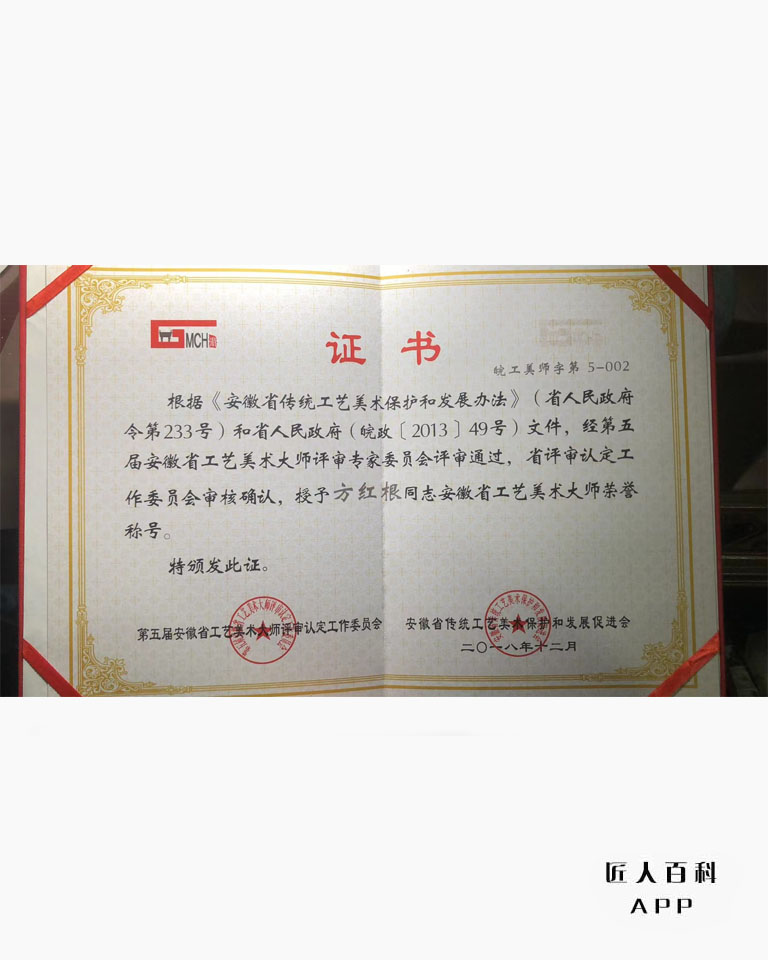 GMCH
证书
皖工美师字第 5-002
根据《安徽省传统工艺美术保护和发展办法》（省人民政府
令第233号）和省人民政府（皖政〔2013〕49号）文件，经第五
届安徽省工艺美术大师评审专家委员会评审通过，省评审认定工
作委员会审核确认，授予方红根同志安徽省工艺美术大师荣誉
称号。
特颁发此证。
第五届安徽省工艺美术大师评审认定工作委员会
安徽省传统工艺美术保护和发展促进会
二〇一八年十二月
匠人百科
APP